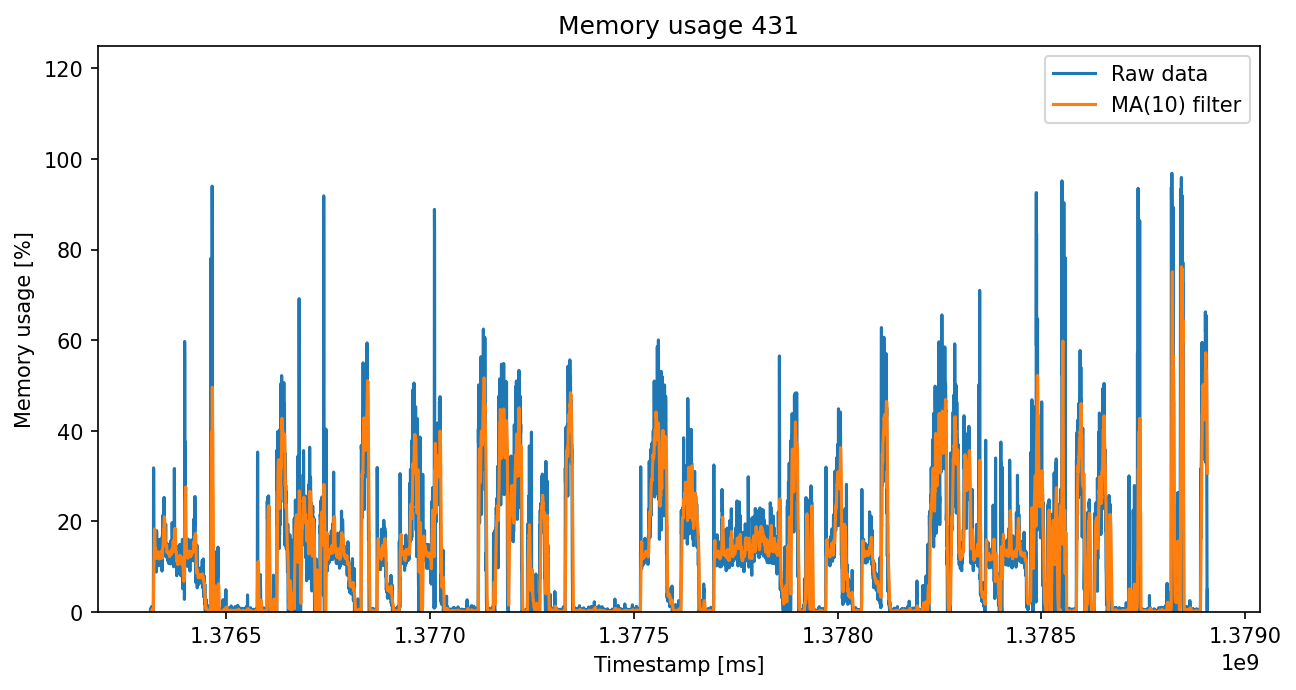 Memory usage 431
Raw data
MA(10) filter
Memory usage [%]
120
100
80
60
40
20
0
1.3765 1.3770 1.3775 1.3780 1.3785 1.3790
1e9
Timestamp [ms]